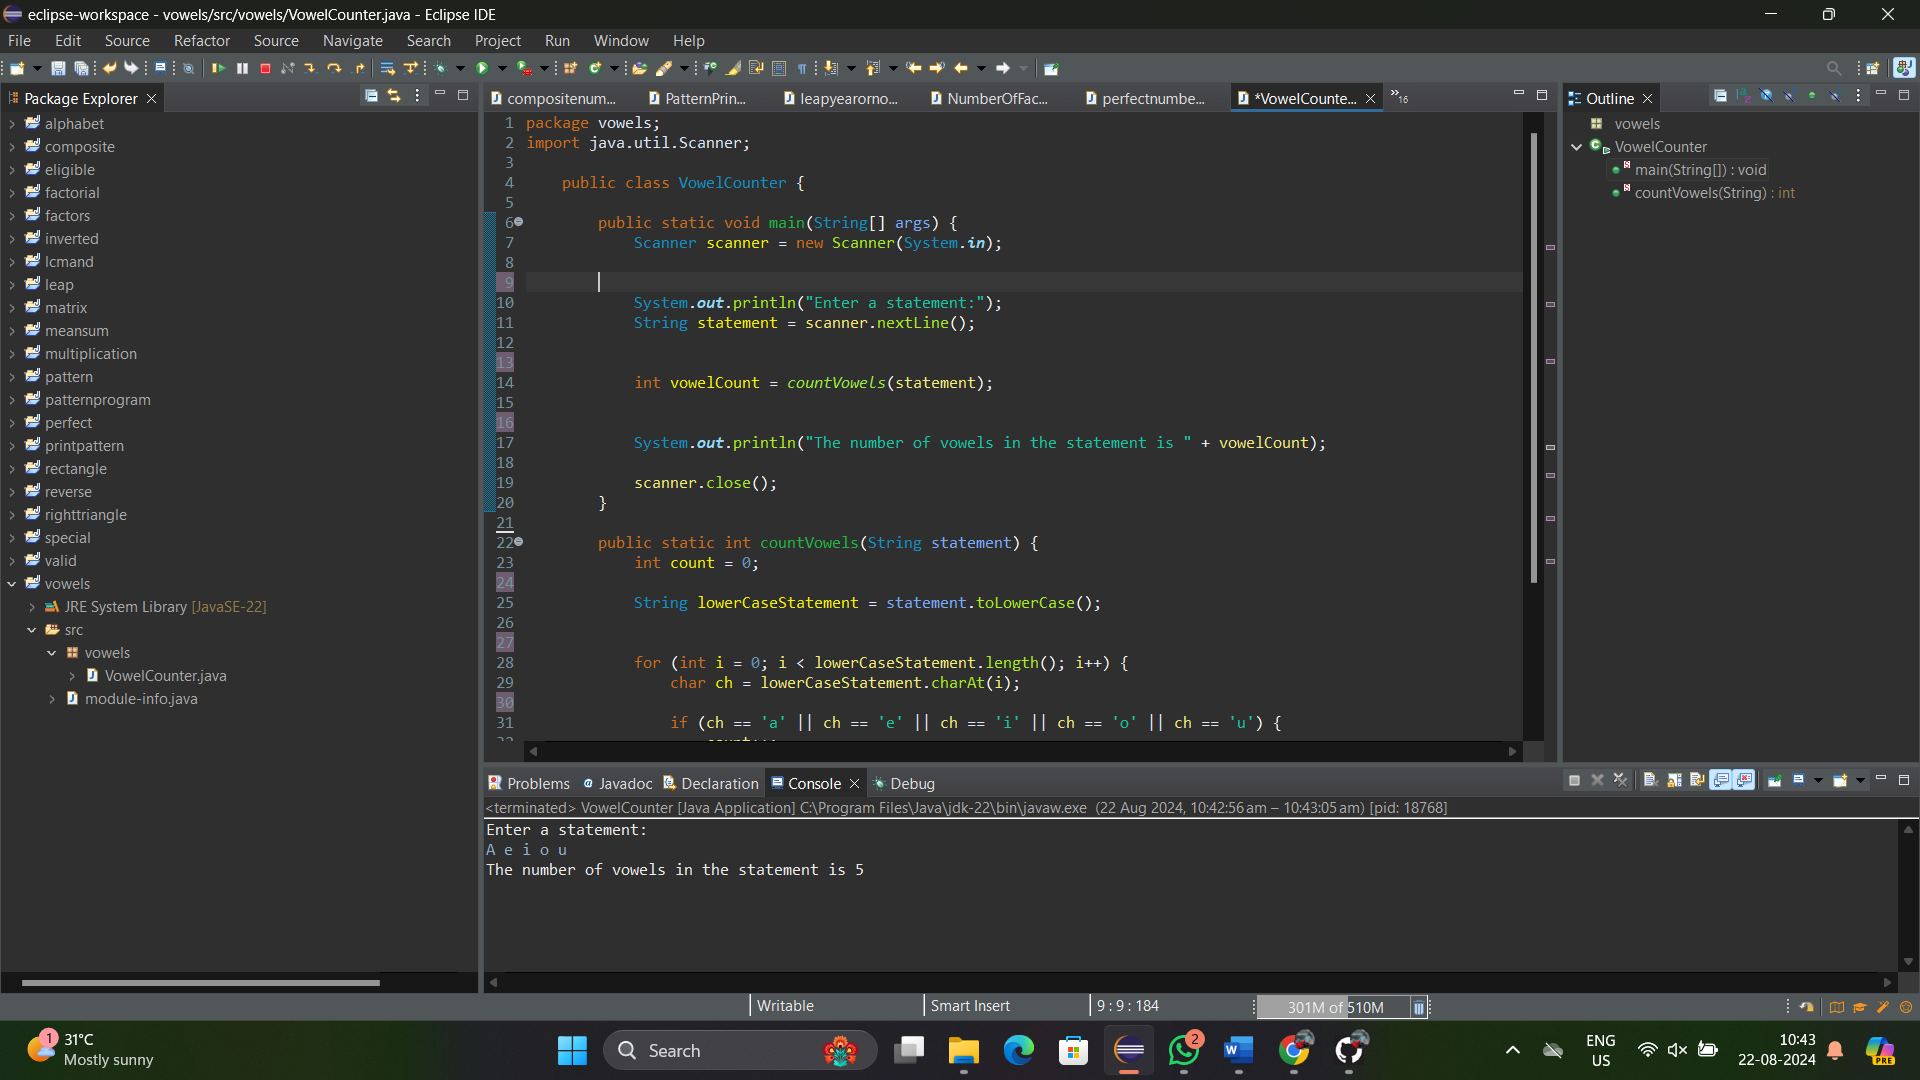 eclipse-workspace - vowels/src/vowels/VowelCounter.java - Eclipse IDE
File Edit Source Refactor Source Navigate Search Project Run Window Help
Package Explorer
alphabet
composite
eligible
factorial
factors
inverted
lcmand
leap
matrix
meansum
multiplication
pattern
patternprogram
perfect
printpattern
rectangle
reverse
righttriangle
special
valid
vowels
JRE System Library [JavaSE-22]
src
vowels
VowelCounter.java
module-info.java
compositenum... PatternPrin... leapyearorno... NumberOfFac... perfectnumbe... *VowelCounte... »16
1 package vowels;
2 import java.util.Scanner;
3
4 public class VowelCounter {
5
6 public static void main(String[] args) {
7 Scanner scanner = new Scanner(System.in);
8
9
10 System.out.println("Enter a statement:");
11 String statement = scanner.nextLine();
12
13
14 int vowelCount = countVowels(statement);
15
16
17 System.out.println("The number of vowels in the statement is " + vowelCount);
18
19 scanner.close();
20 }
21
22 public static int countVowels(String statement) {
23 int count = 0;
24
25 String lowerCaseStatement = statement.toLowerCase();
26
27
28 for (int i = 0; i < lowerCaseStatement.length(); i++) {
29 char ch = lowerCaseStatement.charAt(i);
30
31 if (ch == 'a' || ch == 'e' || ch == 'i' || ch == 'o' || ch == 'u') {
Outline
vowels
VowelCounter
main(String[]) : void
countVowels(String) : int
Problems Javadoc Declaration Console Debug
<terminated> VowelCounter [Java Application] C:\Program Files\Java\jdk-22\bin\javaw.exe (22 Aug 2024, 10:42:56 am – 10:43:05 am) [pid: 18768]
Enter a statement:
A e i o u
The number of vowels in the statement is 5
Writable Smart Insert 9 : 9 : 184 301M of 510M
1 31°C
Mostly sunny
Search
2
ENG
US
10:43
22-08-2024
PRE